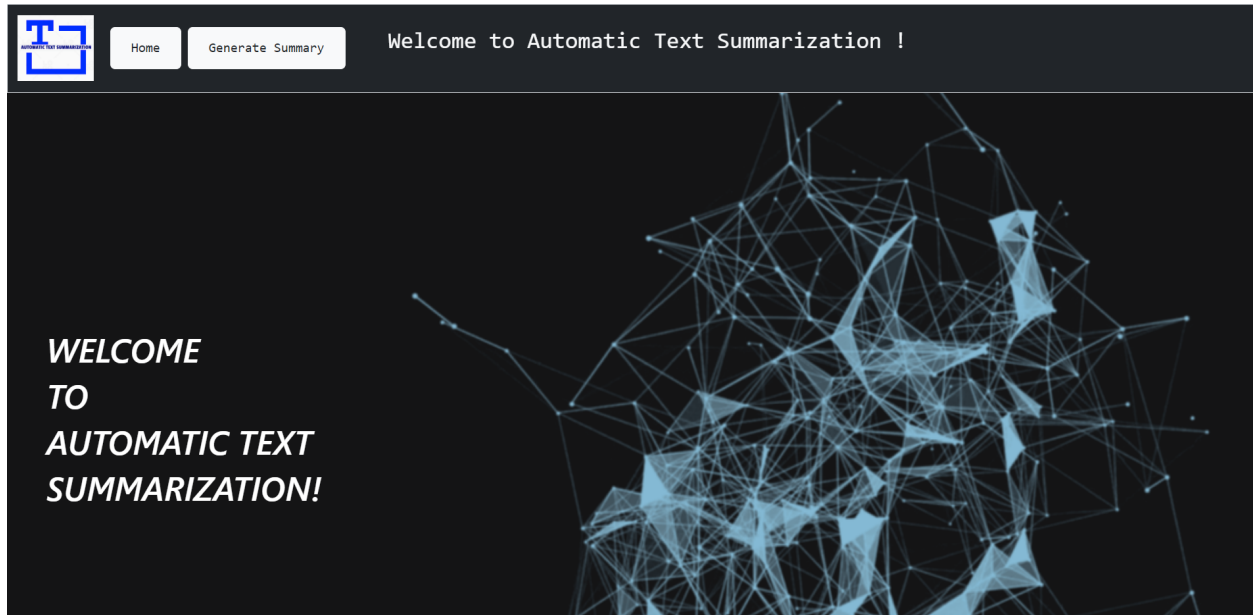 T
AUTOMATIC TEXT SUMMARIZATION
Home
Generate Summary
Welcome to Automatic Text Summarization !
WELCOME
TO
AUTOMATIC TEXT
SUMMARIZATION!